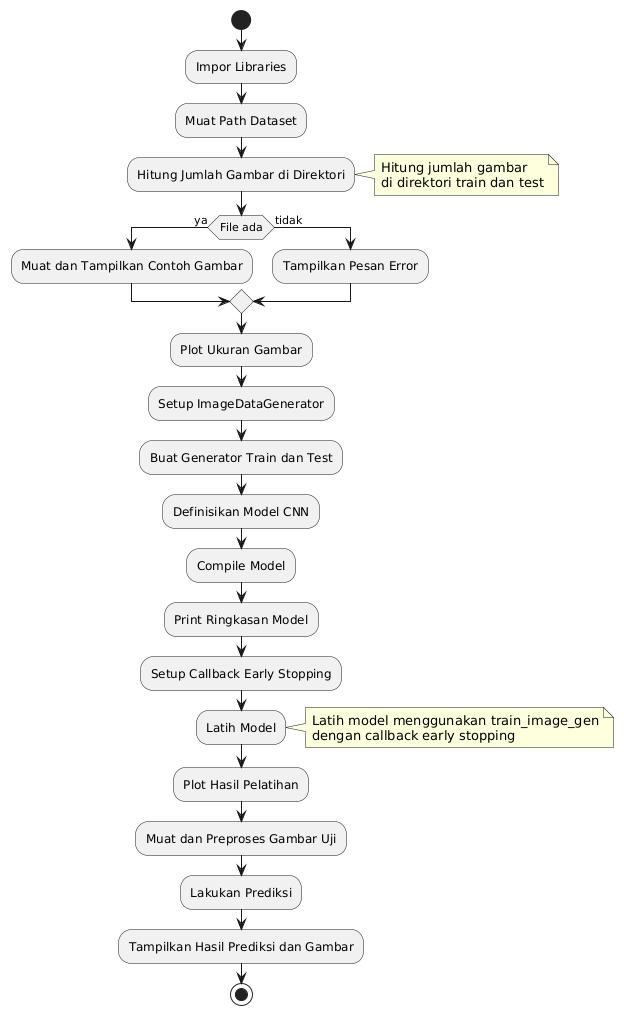 Impor Libraries
Muat Path Dataset
Hitung Jumlah Gambar di Direktori
Hitung jumlah gambar
di direktori train dan test
ya
File ada
tidak
Muat dan Tampilkan Contoh Gambar
Tampilkan Pesan Error
Plot Ukuran Gambar
Setup ImageDataGenerator
Buat Generator Train dan Test
Definisikan Model CNN
Compile Model
Print Ringkasan Model
Setup Callback Early Stopping
Latih Model
Latih model menggunakan train_image_gen
dengan callback early stopping
Plot Hasil Pelatihan
Muat dan Preproses Gambar Uji
Lakukan Prediksi
Tampilkan Hasil Prediksi dan Gambar